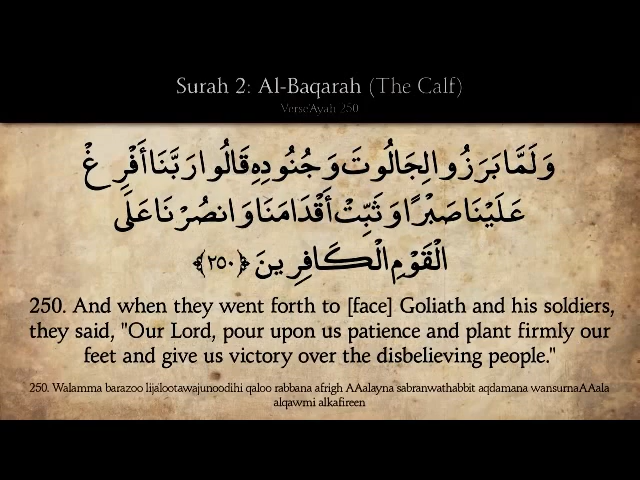 Surah 2: Al-Baqarah (The Calf)
Verse/Ayah 250
وَلَمَّا بَرَزُوا لِجَالُوتَ وَجُنُودِهِ قَالُوا رَبَّنَا أَفْرِغْ
عَلَيْنَا صَبْرًا وَثَبِّتْ أَقْدَامَنَا وَانصُرْنَا عَلَى
الْقَوْمِ الْكَافِرِينَ ﴿٢٥٠﴾
250. And when they went forth to [face] Goliath and his soldiers,
they said, "Our Lord, pour upon us patience and plant firmly our
feet and give us victory over the disbelieving people."
250. Walamma barazoo lijalootawajunoodihi qaloo rabbana afrigh AAalayna sabranwathabbit aqdamana wansurnaAAala
alqawmi alkafireen